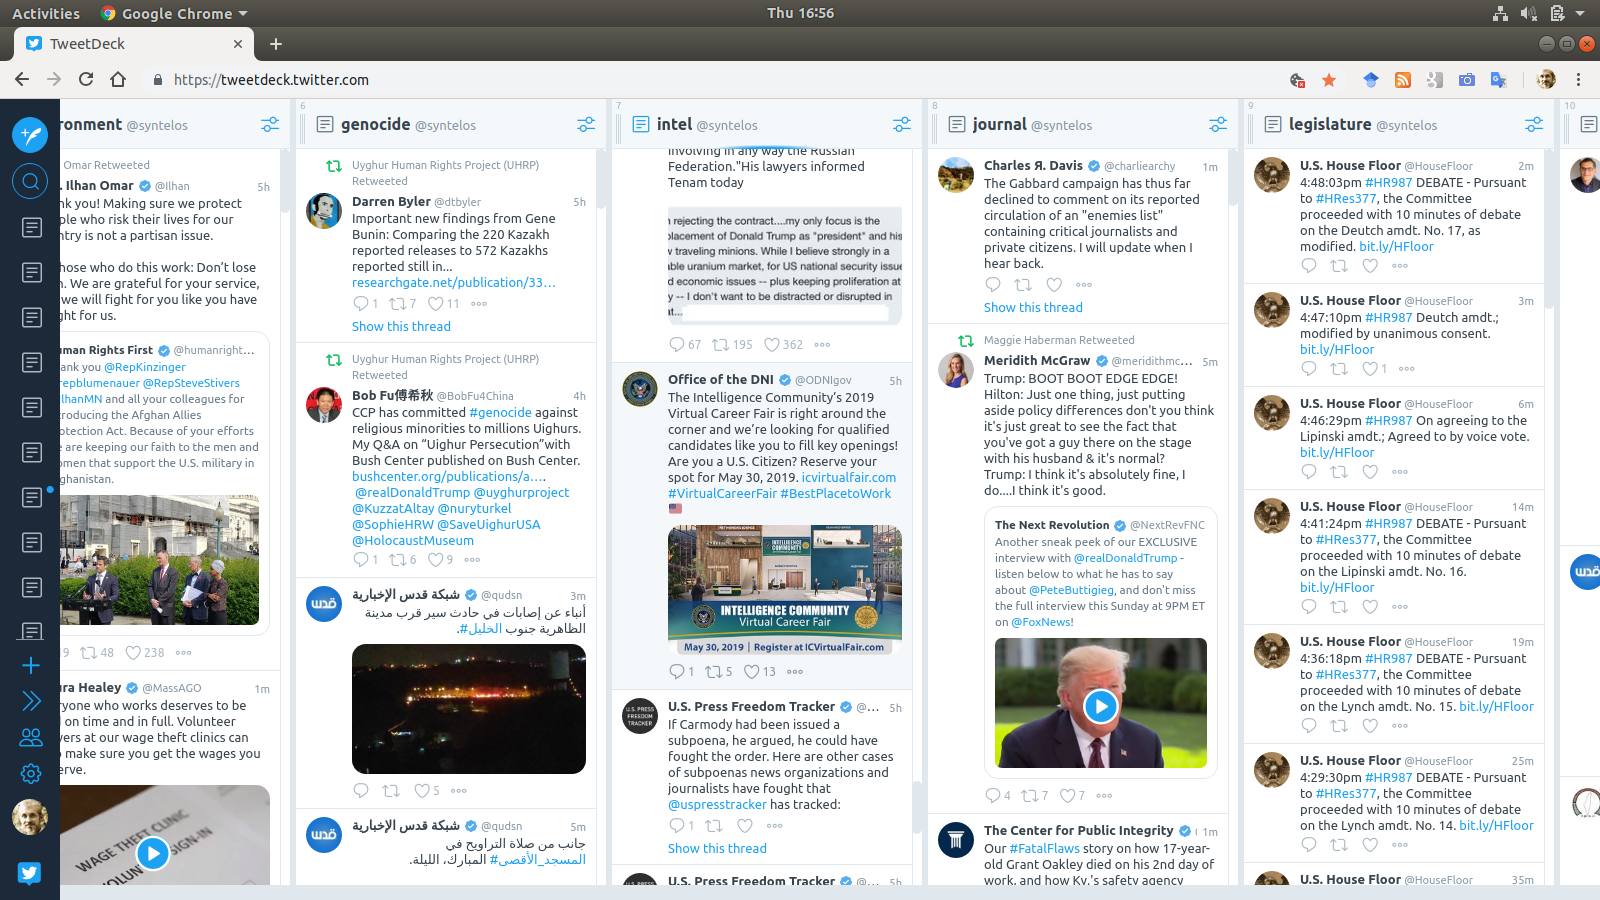 Activities
Google Chrome
Thu 16:56
TweetDeck
https://tweetdeck.twitter.com
ronment @syntelos
Omar Retweeted
. Ilhan Omar @Ilhan 5h
nk you! Making sure we protect
ple who risk their lives for our
ntry is not a partisan issue.
hose who do this work: Don't lose
n. We are grateful for your service,
we will fight for you like you have
ght for us.
uman Rights First @humanright…
ank you @RepKinzinger
repblumenauer @RepSteveStivers
lhanMN and all your colleagues for
troducing the Afghan Allies
otection Act. Because of your efforts
e are keeping our faith to the men and
omen that support the U.S. military in
ghanistan.
9 48 238
ura Healey @MassAGO 1m
ryone who works deserves to be
d on time and in full. Volunteer
yers at our wage theft clinics can
make sure you get the wages you
erve.
WAGE THEFT CLINIC
SIGN-IN
6
genocide @syntelos
Uyghur Human Rights Project (UHRP)
Retweeted
Darren Byler @dtbyler 5h
Important new findings from Gene
Bunin: Comparing the 220 Kazakh
reported releases to 572 Kazakhs
reported still in...
researchgate.net/publication/33…
1 7 11
Show this thread
Uyghur Human Rights Project (UHRP)
Retweeted
Bob Fu傅希秋 @BobFu4China 4h
CCP has committed #genocide against
religious minorities to millions Uighurs.
My Q&A on “Uighur Persecution”with
Bush Center published on Bush Center.
bushcenter.org/publications/a….
@realDonaldTrump @uyghurproject
@KuzzatAltay @nuryturkel
@SophieHRW @SaveUighurUSA
@HolocaustMuseum
1 6 9
قدس
شبكة قدس الإخبارية @qudsn 3m
أنباء عن إصابات في حادث سير قرب مدينة
الظاهرية جنوب #الخليل.
5
قدس
شبكة قدس الإخبارية @qudsn 5m
جانب من صلاة التراويح في
#المسجد_الأقصى المبارك، الليلة.
7
intel @syntelos
involving in any way the Russian
Federation."His lawyers informed
Tenam today
n rejecting the contract....my only focus is the
placement of Donald Trump as "president" and his
v traveling minions. While I believe strongly in a
able uranium market, for US national security issue
d economic issues -- plus keeping proliferation at
y -- I don't want to be distracted or disrupted in
at...
67 195 362
Office of the DNI @ODNIgov 5h
The Intelligence Community's 2019
Virtual Career Fair is right around the
corner and we're looking for qualified
candidates like you to fill key openings!
Are you a U.S. Citizen? Reserve your
spot for May 30, 2019. icvirtualfair.com
#VirtualCareerFair #BestPlacetoWork
INTELLIGENCE COMMUNITY
INTELLIGENCE COMMUNITY
Virtual Career Fair
May 30, 2019 | Register at ICVirtualFair.com
1 5 13
U.S. PRESS FREEDOM TRACKER
U.S. Press Freedom Tracker @… 5h
If Carmody had been issued a
subpoena, he argued, he could have
fought the order. Here are other cases
of subpoenas news organizations and
journalists have fought that
@uspresstracker has tracked:
1
Show this thread
U.S. Press Freedom Tracker @… 5h
8
journal @syntelos
Charles Я. Davis @charliearchy 1m
The Gabbard campaign has thus far
declined to comment on its reported
circulation of an "enemies list"
containing critical journalists and
private citizens. I will update when I
hear back.
Show this thread
Maggie Haberman Retweeted
Meridith McGraw @meridithmc… 5m
Trump: BOOT BOOT EDGE EDGE!
Hilton: Just one thing, just putting
aside policy differences don't you think
it's just great to see the fact that
you've got a guy there on the stage
with his husband & it's normal?
Trump: I think it's absolutely fine, I
do....I think it's good.
The Next Revolution @NextRevFNC
Another sneak peek of our EXCLUSIVE
interview with @realDonaldTrump -
listen below to what he has to say
about @PeteButtigieg, and don't miss
the full interview this Sunday at 9PM ET
on @FoxNews!
4 7 7
The Center for Public Integrity 1m
Our #FatalFlaws story on how 17-year-
old Grant Oakley died on his 2nd day of
work, and how Ky.'s safety agency
9
legislature @syntelos
U.S. House Floor @HouseFloor 2m
4:48:03pm #HR987 DEBATE - Pursuant
to #HRes377, the Committee
proceeded with 10 minutes of debate
on the Deutch amdt. No. 17, as
modified. bit.ly/HFloor
U.S. House Floor @HouseFloor 3m
4:47:10pm #HR987 Deutch amdt.;
modified by unanimous consent.
bit.ly/HFloor
1
U.S. House Floor @HouseFloor 6m
4:46:29pm #HR987 On agreeing to the
Lipinski amdt.; Agreed to by voice vote.
bit.ly/HFloor
U.S. House Floor @HouseFloor 14m
4:41:24pm #HR987 DEBATE - Pursuant
to #HRes377, the Committee
proceeded with 10 minutes of debate
on the Lipinski amdt. No. 16.
bit.ly/HFloor
U.S. House Floor @HouseFloor 19m
4:36:18pm #HR987 DEBATE - Pursuant
to #HRes377, the Committee
proceeded with 10 minutes of debate
on the Lynch amdt. No. 15. bit.ly/HFloor
U.S. House Floor @HouseFloor 25m
4:29:30pm #HR987 DEBATE - Pursuant
to #HRes377, the Committee
proceeded with 10 minutes of debate
on the Lynch amdt. No. 14. bit.ly/HFloor
U.S. House Floor @HouseFloor 35m
10
قدس